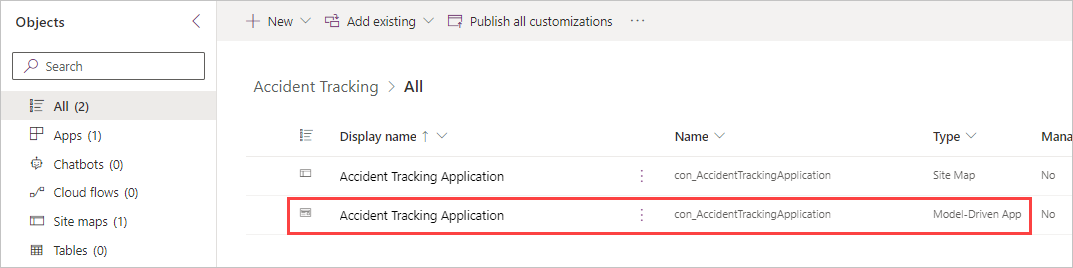 Objects
New
Add existing
Publish all customizations
Search
Accident Tracking > All
All (2)
Apps (1)
Chatbots (0)
Cloud flows (0)
Site maps (1)
Tables (0)
Display name ↑ Name Type Mana
Accident Tracking Application con_AccidentTrackingApplication Site Map No
Accident Tracking Application con_AccidentTrackingApplication Model-Driven App No